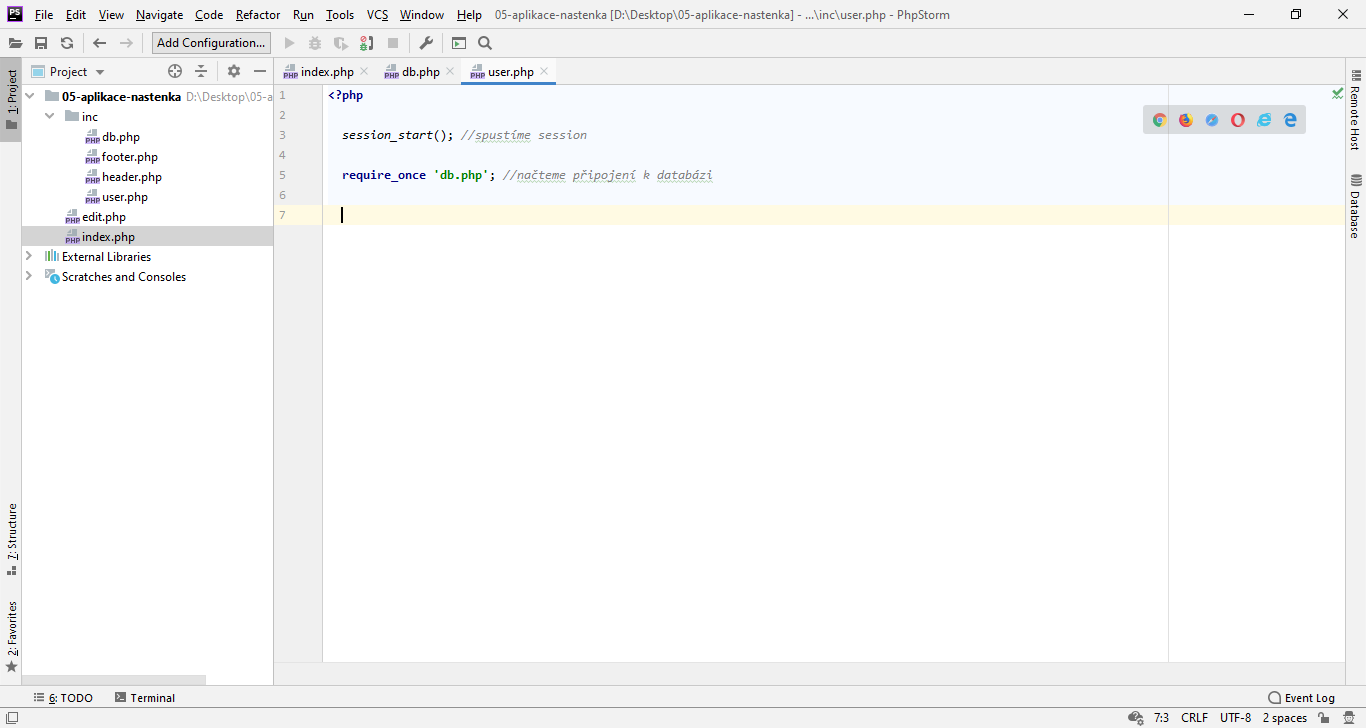 PS File Edit View Navigate Code Refactor Run Tools VCS Window Help 05-aplikace-nastenka [D:\Desktop\05-aplikace-nastenka] - ...\inc\user.php - PhpStorm
Add Configuration...
1: Project
Project
index.php
db.php
user.php
05-aplikace-nastenka D:\Desktop\05-a
inc
db.php
footer.php
header.php
user.php
edit.php
index.php
External Libraries
Scratches and Consoles
1 <?php
2
3 session_start(); //spustíme session
4
5 require_once 'db.php'; //načteme připojení k databázi
6
7
Remote Host
Database
7: Structure
2: Favorites
6: TODO Terminal Event Log
7:3 CRLF UTF-8 2 spaces